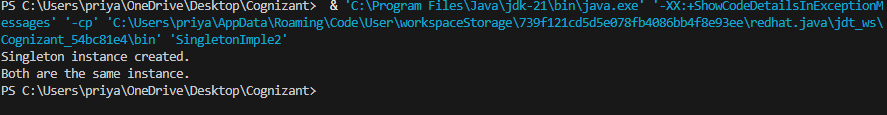 PS C:\Users\priya\OneDrive\Desktop\Cognizant>  & 'C:\Program Files\Java\jdk-21\bin\java.exe' '-XX:+ShowCodeDetailsInExceptionM
essages' '-cp' 'C:\Users\priya\AppData\Roaming\Code\User\workspaceStorage\739f121cd5d5e078fb4086bb4f8e93ee\redhat.java\jdt_ws\
Cognizant_54bc81e4\bin' 'SingletonImple2'
Singleton instance created.
Both are the same instance.
PS C:\Users\priya\OneDrive\Desktop\Cognizant>